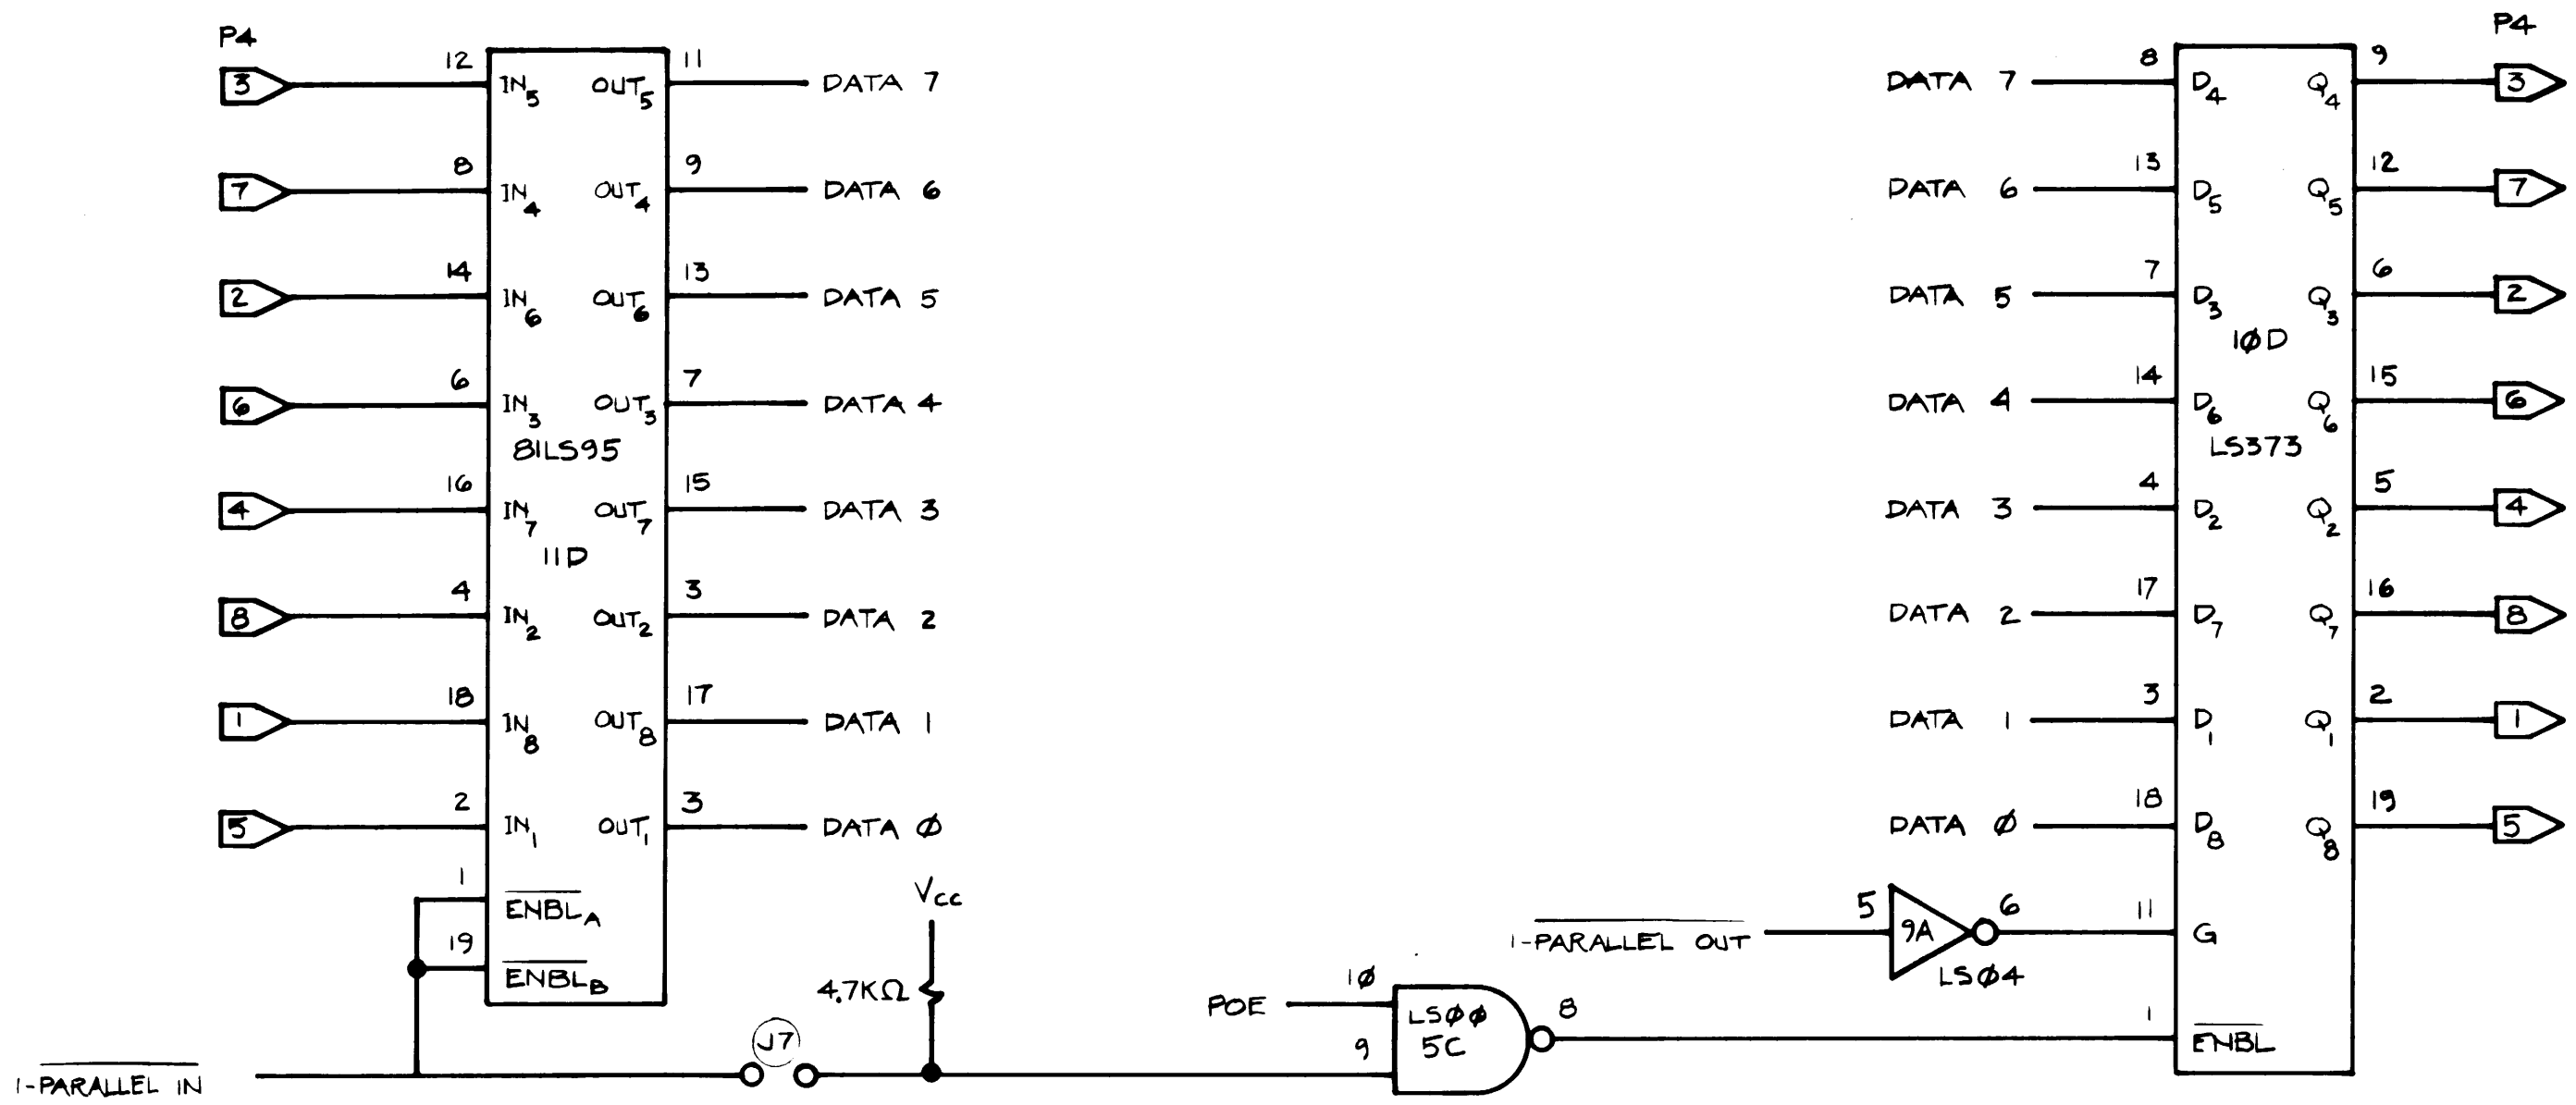 P4 P4
3 12 IN5 OUT5 11 DATA 7 DATA 7 8 D4 Q4 9 3
7 8 IN4 OUT4 9 DATA 6 DATA 6 13 D5 Q5 12 7
2 14 IN6 OUT6 13 DATA 5 DATA 5 7 D3 Q3 6 2
10D
6 6 IN3 OUT3 7 DATA 4 DATA 4 14 D6 Q6 15 6
81LS95 LS373
4 16 IN7 OUT7 15 DATA 3 DATA 3 4 D2 Q2 5 4
11D
8 4 IN2 OUT2 3 DATA 2 DATA 2 17 D7 Q7 16 8
1 18 IN8 OUT8 17 DATA 1 DATA 1 3 D1 Q1 2 1
5 2 IN1 OUT1 3 DATA Ø DATA Ø 18 D8 Q8 19 5
1 ENBLA VCC
1-PARALLEL OUT 5 9A 6 11 G
19 ENBLB 4.7KΩ LSØ4
POE 1Ø LSØØ 8 1 ENBL
J7 9 5C
1-PARALLEL IN